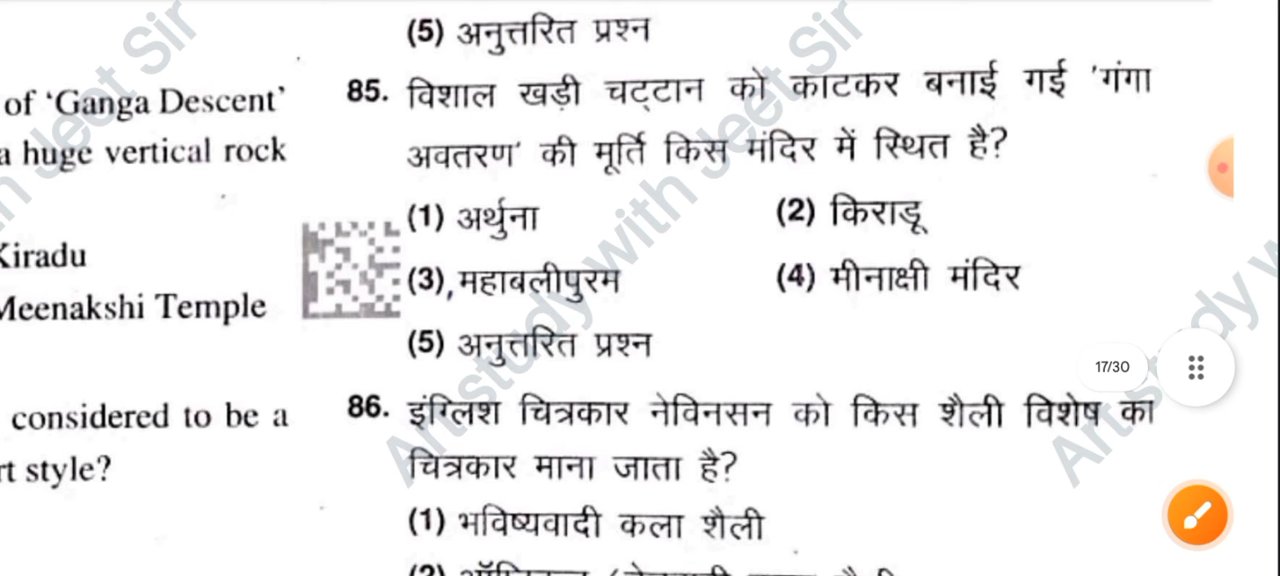 (5) अनुत्तरित प्रश्न
of ‘Ganga Descent’
a huge vertical rock
Kiradu
Meenakshi Temple
considered to be a
rt style?
85. विशाल खड़ी चट्टान को काटकर बनाई गई 'गंगा
अवतरण' की मूर्ति किस मंदिर में स्थित है?
(1) अर्थुना (2) किराडू
(3) महाबलीपुरम (4) मीनाक्षी मंदिर
(5) अनुत्तरित प्रश्न
17/30
86. इंग्लिश चित्रकार नेविनसन को किस शैली विशेष का
चित्रकार माना जाता है?
(1) भविष्यवादी कला शैली
Artstudy with Jeet Sir